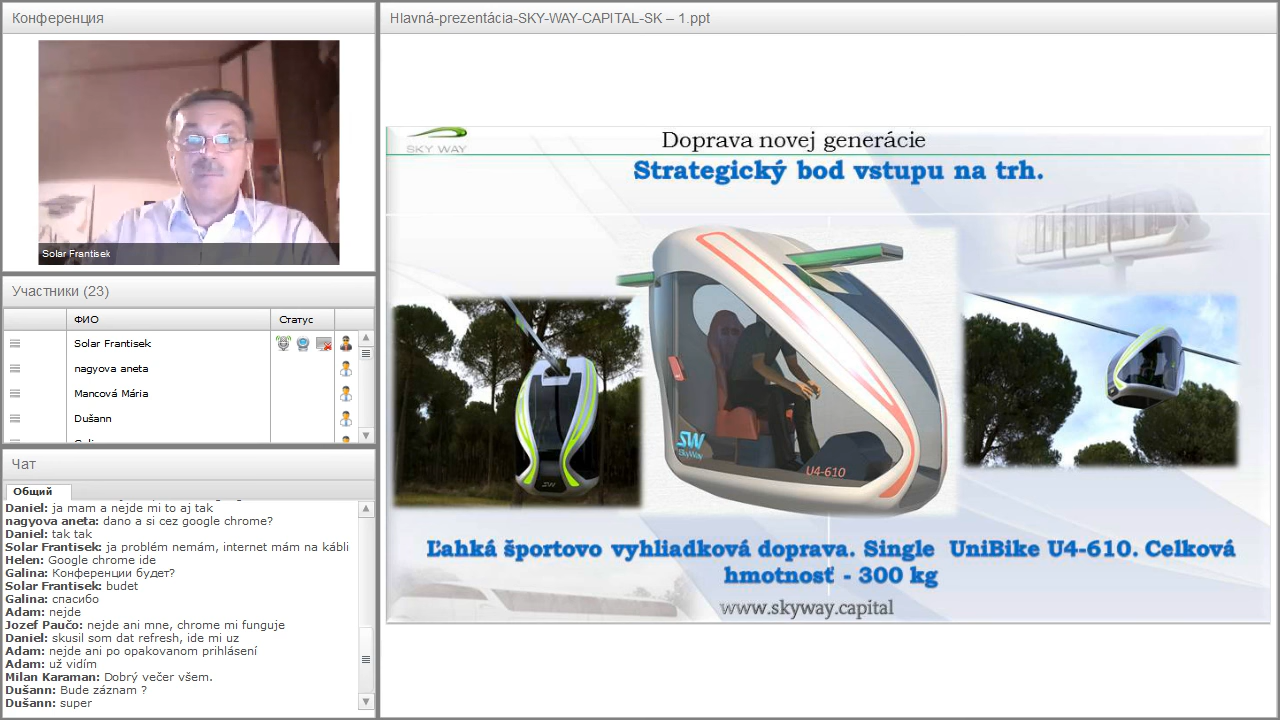 Конференция
Solar Frantisek
Участники (23)
ФИО
Статус
Solar Frantisek
nagyova aneta
Mancová Mária
Dušann
Чат
Общий
Daniel: ja mam a nejde mi to aj tak
nagyova aneta: dano a si cez google chrome?
Daniel: tak tak
Solar Frantisek: ja problém nemám, internet mám na kábli
Helen: Google chrome ide
Galina: Конференции будет?
Solar Frantisek: budet
Galina: спасибо
Adam: nejde
Jozef Paučo: nejde ani mne, chrome mi funguje
Daniel: skusil som dat refresh, ide mi uz
Adam: nejde ani po opakovanom prihlásení
Adam: už vidím
Milan Karaman: Dobrý večer všem.
Dušann: Bude záznam ?
Dušann: super
Hlavná-prezentácia-SKY-WAY-CAPITAL-SK – 1.ppt
SKY WAY
Doprava novej generácie
Strategický bod vstupu na trh.
SW
SkyWay
U4-610
SW
Ľahká športovo vyhliadková doprava. Single UniBike U4-610. Celková
hmotnosť - 300 kg
www.skyway.capital